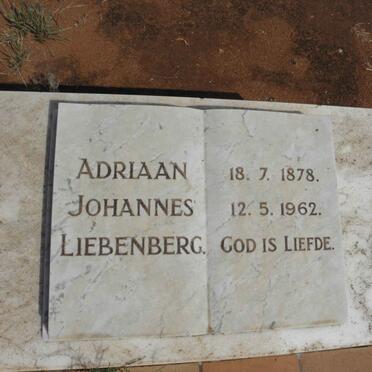 ADRIAAN
JOHANNES
LIEBENBERG.
18. 7. 1878.
12. 5. 1962.
GOD IS LIEFDE.